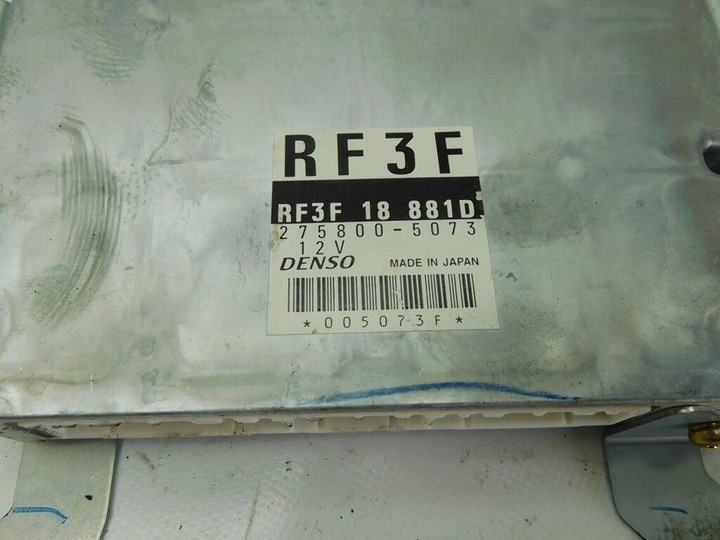 RF3F
RF3F 18 881D
275800-5073
12V
DENSO MADE IN JAPAN
*005073F*